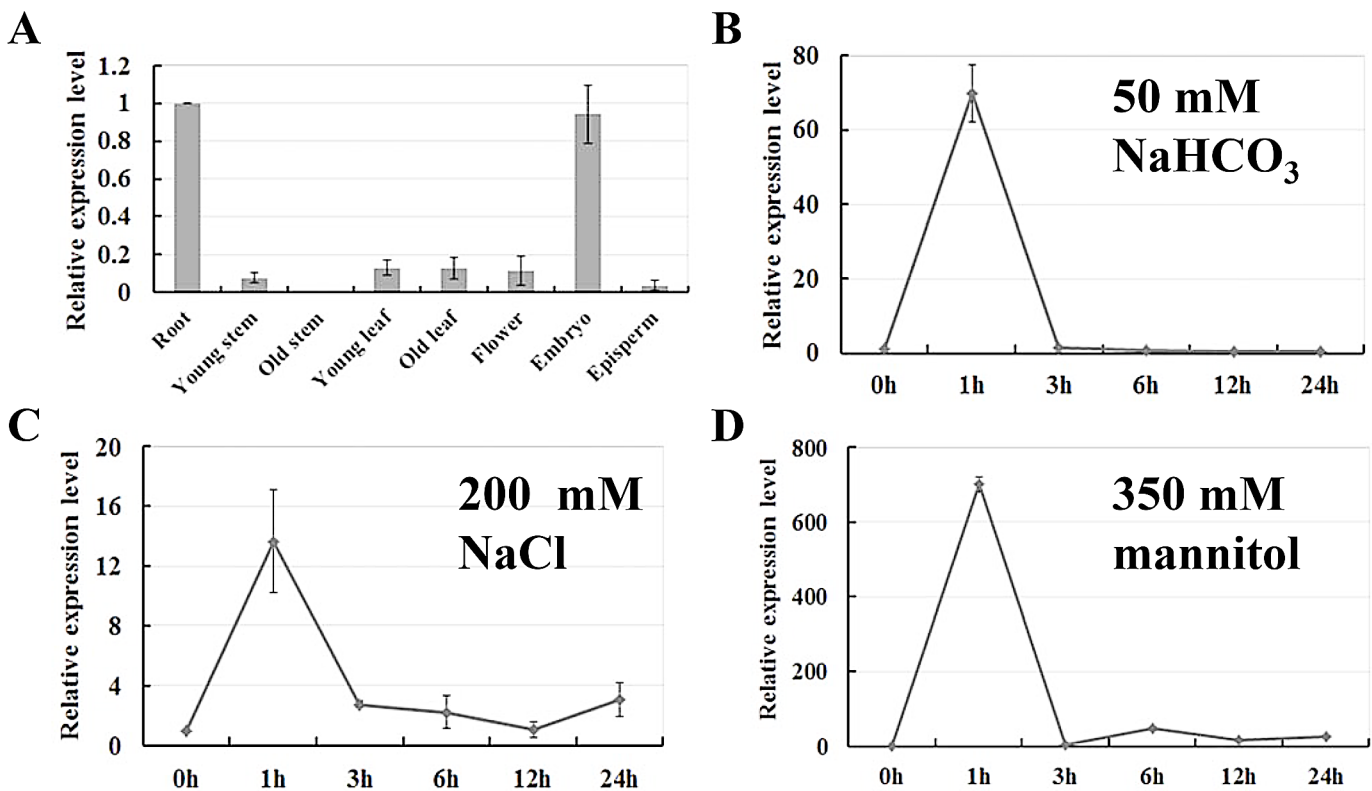 A
Relative expression level
1.2
1
0.8
0.6
0.4
0.2
0
Root
Young stem
Old stem
Young leaf
Old leaf
Flower
Embryo
Episperm
B
Relative expression level
80
60
40
20
0
50 mM
NaHCO₃
0h 1h 3h 6h 12h 24h
C
Relative expression level
20
16
12
8
4
0
200 mM
NaCl
0h 1h 3h 6h 12h 24h
D
Relative expression level
800
600
400
200
0
350 mM
mannitol
0h 1h 3h 6h 12h 24h